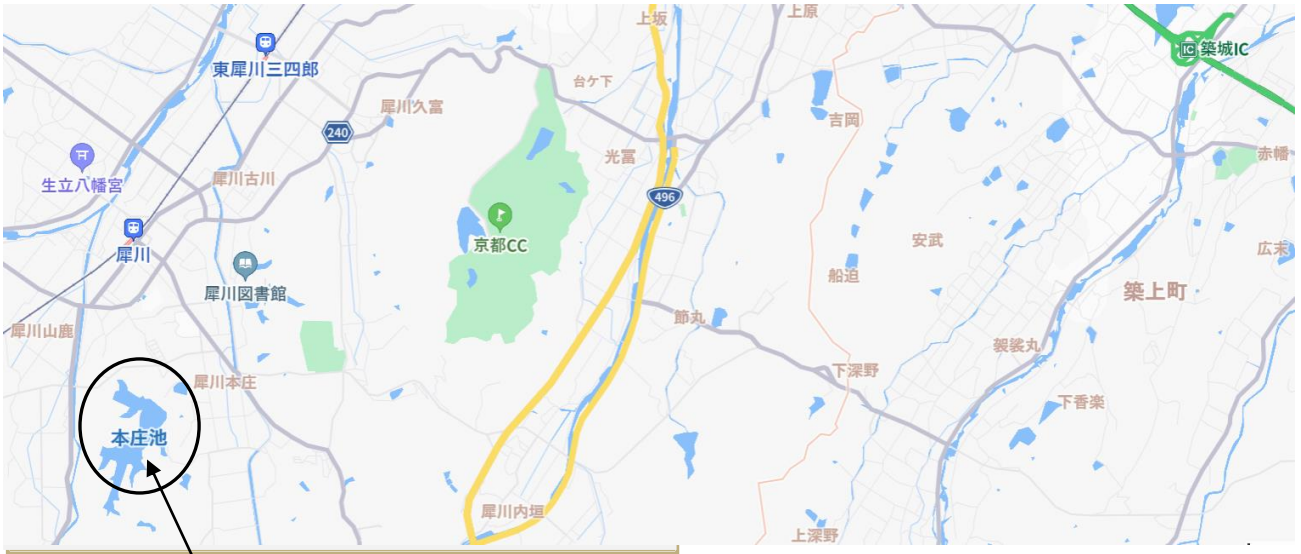 上坂
上原
IC 築城IC
東犀川三四郎
台ケ下
犀川久富
吉岡
240
光冨
赤幡
生立八幡宮
犀川古川
496
京都CC
安武
広末
犀川
船迫
犀川図書館
築上町
節丸
犀川山鹿
袈裟丸
下深野
犀川本庄
下香楽
本庄池
犀川内垣
上深野